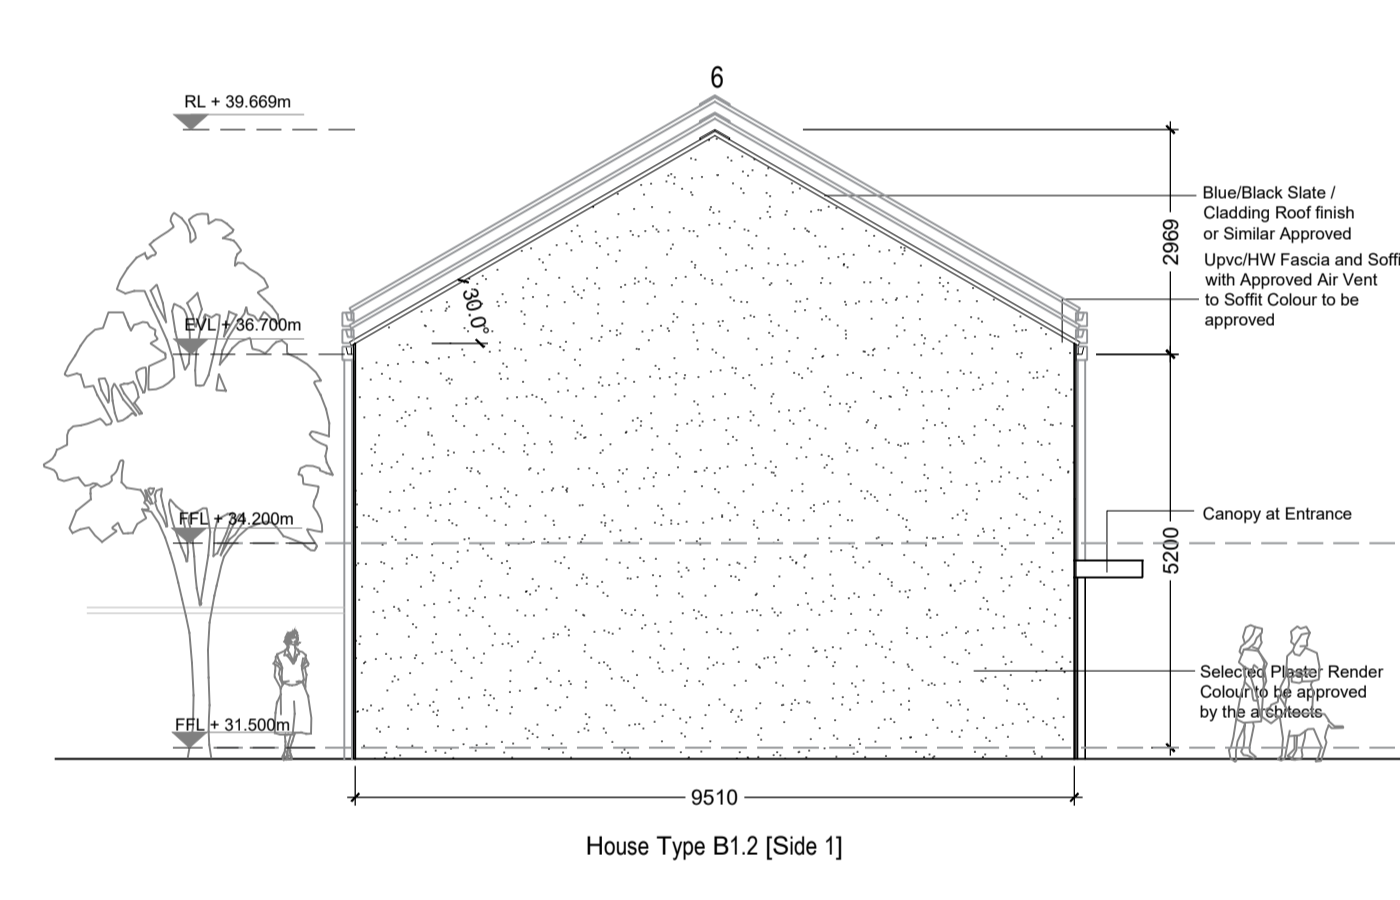 6
RL + 39.669m
Blue/Black Slate /
Cladding Roof finish
or Similar Approved
2969
Upvc/HW Fascia and Soffi
with Approved Air Vent
to Soffit Colour to be
approved
30.0°
EVL + 36.700m
Canopy at Entrance
FFL + 34.200m
5200
Selected Plaster Render
Colour to be approved
by the architects
FFL + 31.500m
9510
House Type B1.2 [Side 1]